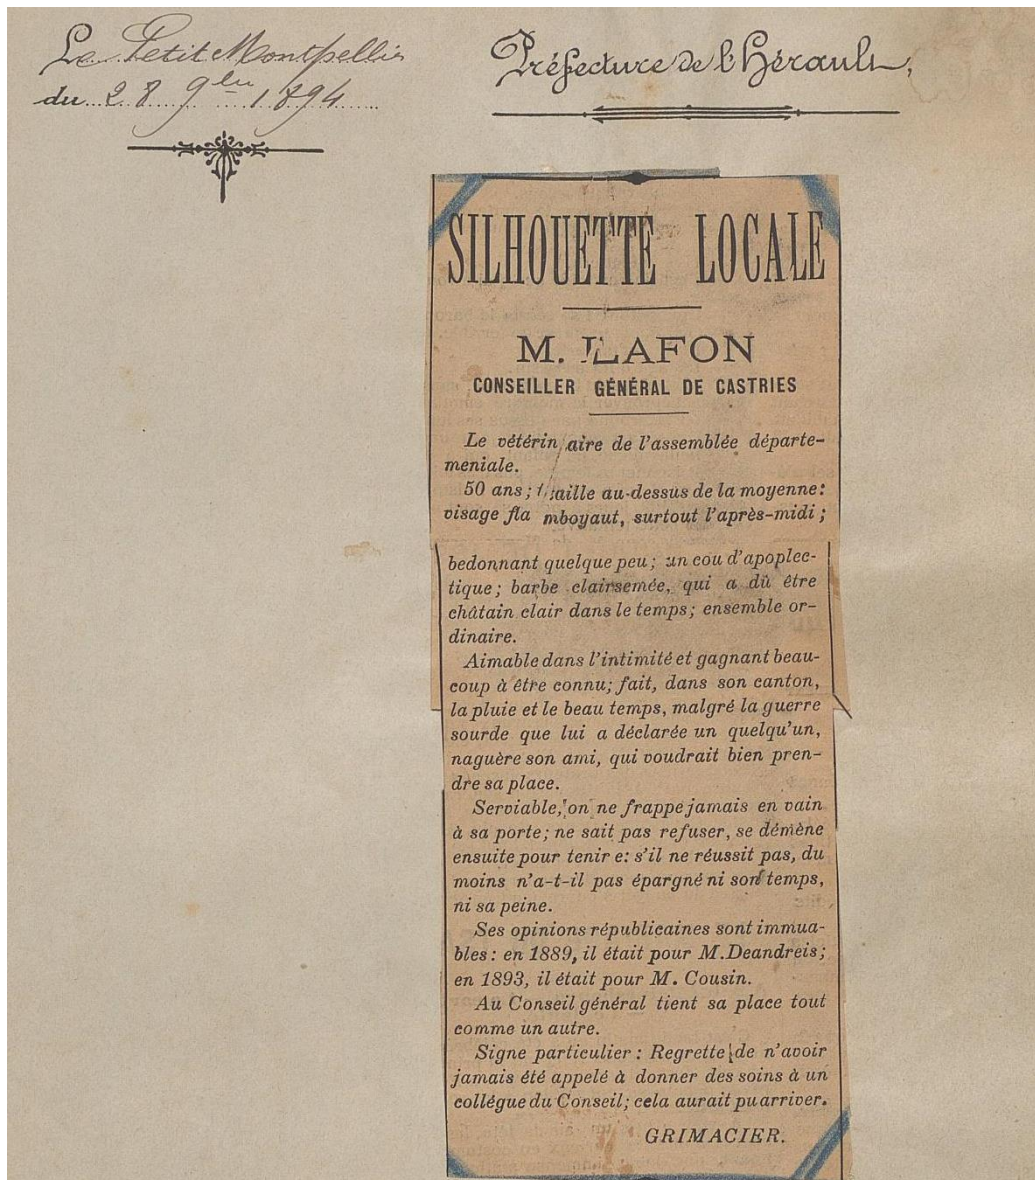 Le Petit Montpellier
du 28 9bre 1894
Préfecture de l'Hérault,
SILHOUETTE LOCALE
M. LAFON
CONSEILLER GÉNÉRAL DE CASTRIES
Le vétérinaire de l'assemblée départe-
meniale.
50 ans; taille au-dessus de la moyenne:
visage flamboyaut, surtout l'après-midi;
bedonnant quelque peu; un cou d'apoplec-
tique; barbe clairsemée, qui a dû être
châtain clair dans le temps; ensemble or-
dinaire.
Aimable dans l'intimité et gagnant beau-
coup à être connu; fait, dans son canton,
la pluie et le beau temps, malgré la guerre
sourde que lui a déclarée un quelqu'un,
naguère son ami, qui voudrait bien pren-
dre sa place.
Serviable, on ne frappe jamais en vain
à sa porte; ne sait pas refuser, se démène
ensuite pour tenir e: s'il ne réussit pas, du
moins n'a-t-il pas épargné ni son temps,
ni sa peine.
Ses opinions républicaines sont immua-
bles: en 1889, il était pour M. Deandreis;
en 1893, il était pour M. Cousin.
Au Conseil général tient sa place tout
comme un autre.
Signe particulier: Regrette de n'avoir
jamais été appelé à donner des soins à un
collégue du Conseil; cela aurait pu arriver.
GRIMACIER.